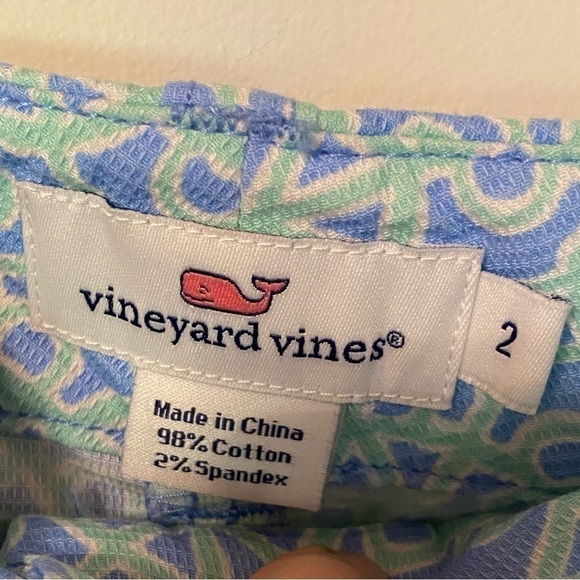 vineyard vines®
2
Made in China
98% Cotton
2% Spandex